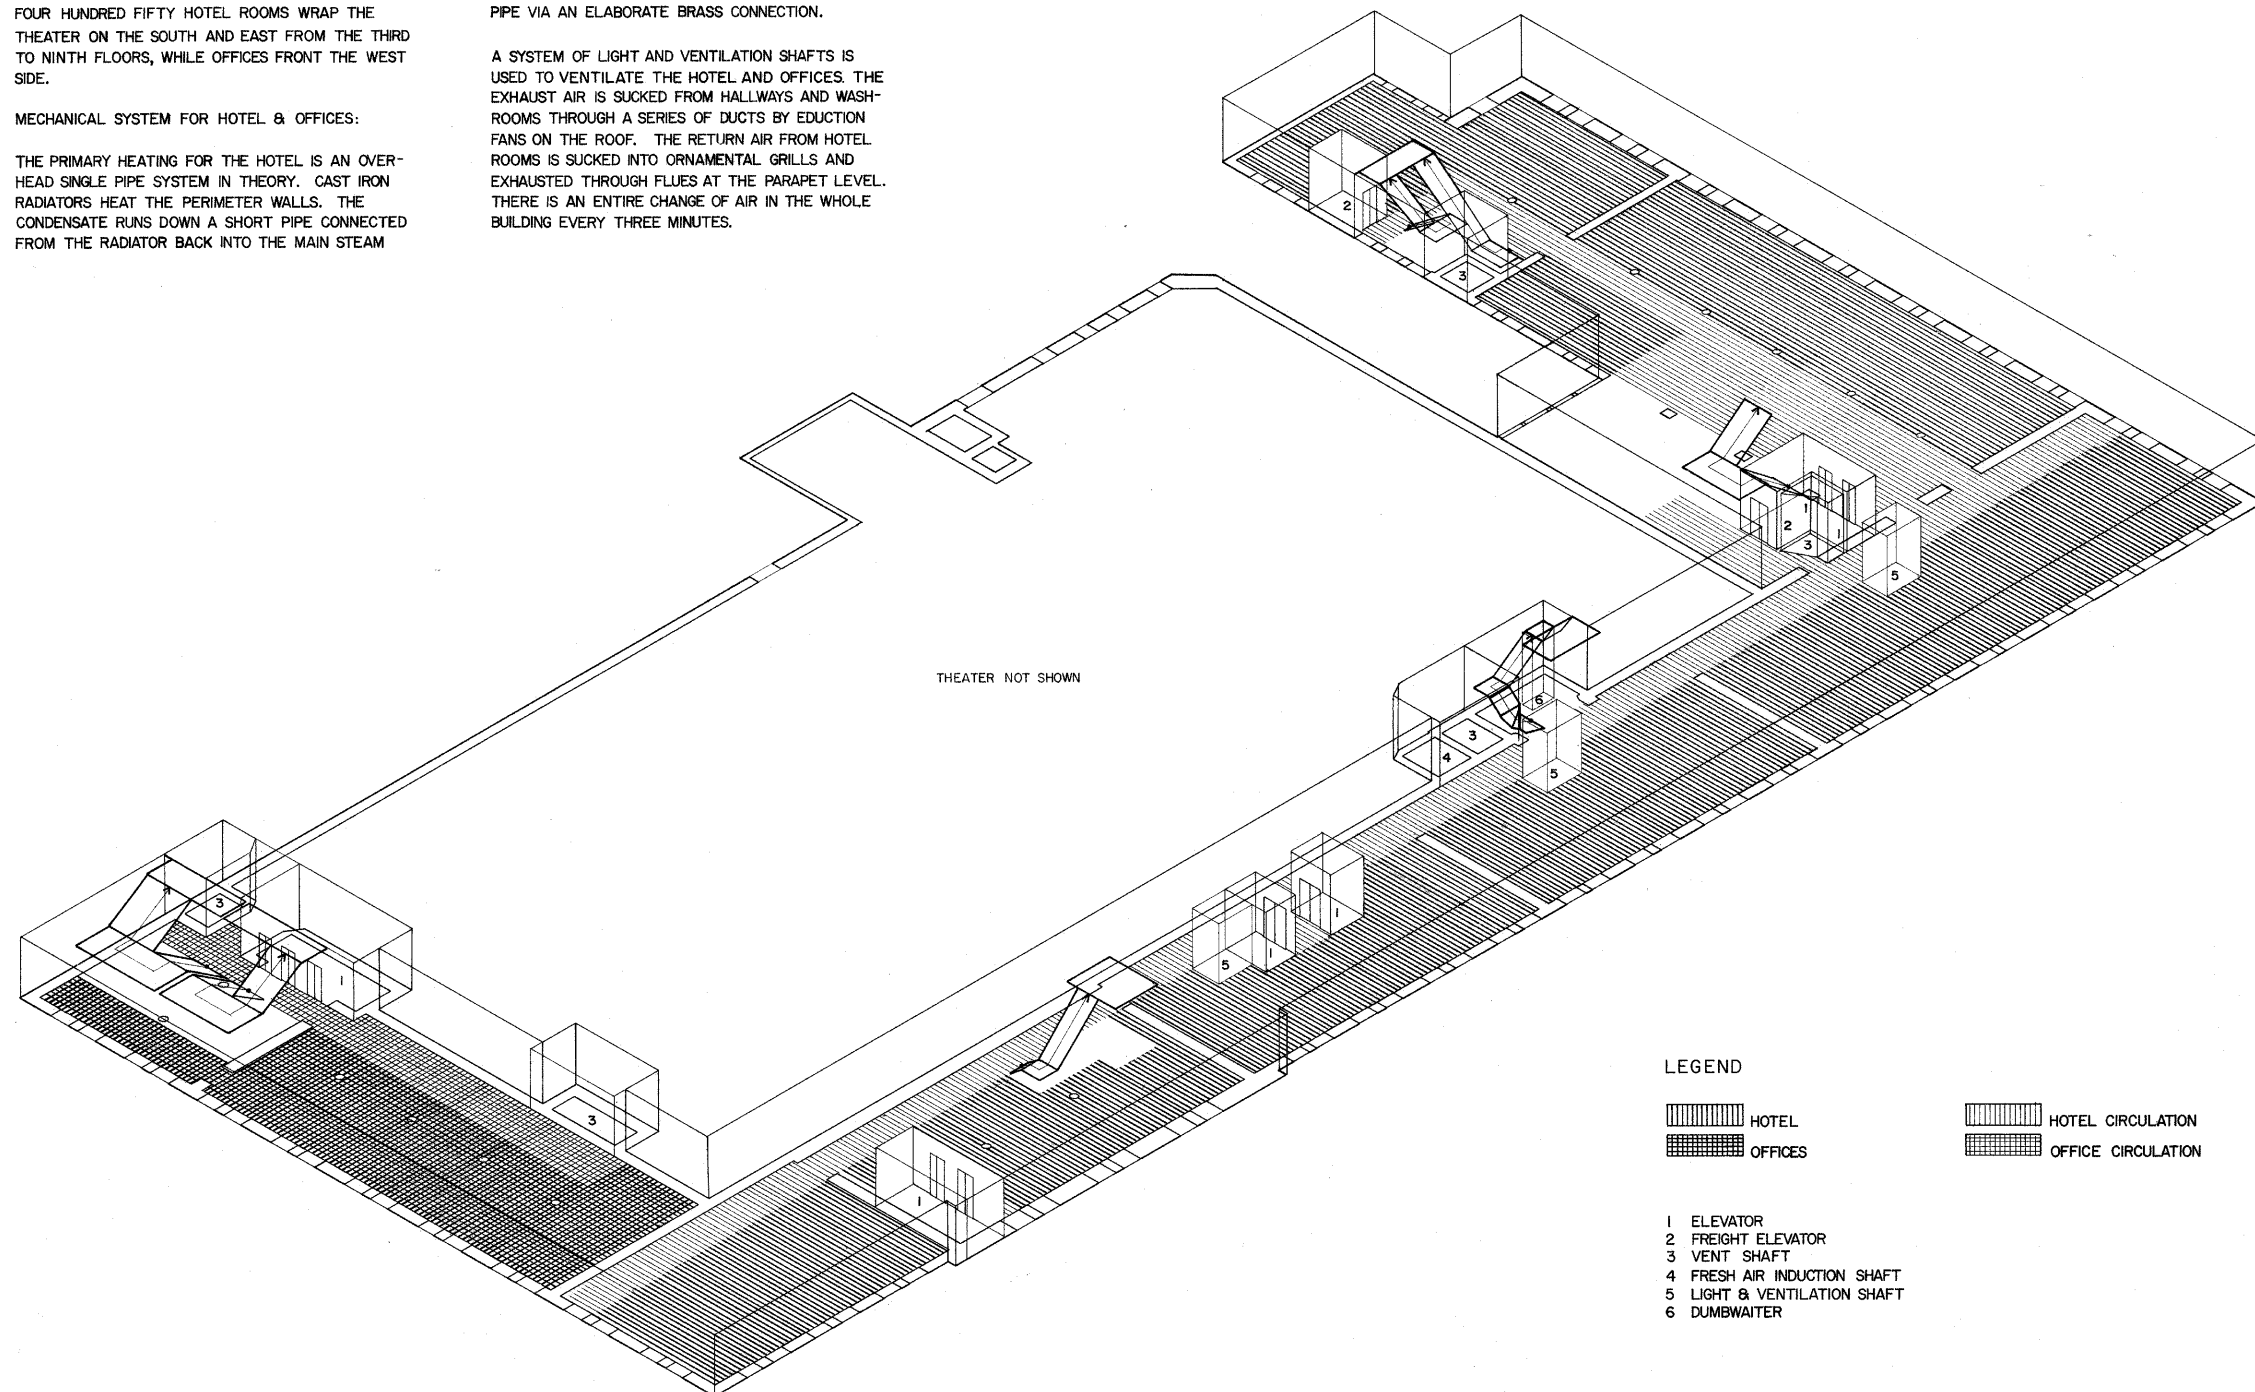 FOUR HUNDRED FIFTY HOTEL ROOMS WRAP THE
THEATER ON THE SOUTH AND EAST FROM THE THIRD
TO NINTH FLOORS, WHILE OFFICES FRONT THE WEST
SIDE.
MECHANICAL SYSTEM FOR HOTEL & OFFICES:
THE PRIMARY HEATING FOR THE HOTEL IS AN OVER-
HEAD SINGLE PIPE SYSTEM IN THEORY. CAST IRON
RADIATORS HEAT THE PERIMETER WALLS. THE
CONDENSATE RUNS DOWN A SHORT PIPE CONNECTED
FROM THE RADIATOR BACK INTO THE MAIN STEAM
PIPE VIA AN ELABORATE BRASS CONNECTION.
A SYSTEM OF LIGHT AND VENTILATION SHAFTS IS
USED TO VENTILATE THE HOTEL AND OFFICES. THE
EXHAUST AIR IS SUCKED FROM HALLWAYS AND WASH-
ROOMS THROUGH A SERIES OF DUCTS BY EDUCTION
FANS ON THE ROOF. THE RETURN AIR FROM HOTEL
ROOMS IS SUCKED INTO ORNAMENTAL GRILLS AND
EXHAUSTED THROUGH FLUES AT THE PARAPET LEVEL.
THERE IS AN ENTIRE CHANGE OF AIR IN THE WHOLE
BUILDING EVERY THREE MINUTES.
2
3
1
2
1
3
5
THEATER NOT SHOWN
6
3
4
5
3
1
5
1
1
3
1
LEGEND
HOTEL
HOTEL CIRCULATION
OFFICES
OFFICE CIRCULATION
1 ELEVATOR
2 FREIGHT ELEVATOR
3 VENT SHAFT
4 FRESH AIR INDUCTION SHAFT
5 LIGHT & VENTILATION SHAFT
6 DUMBWAITER